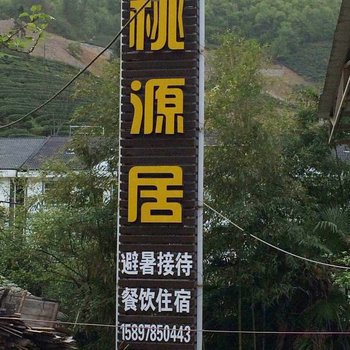 桃
源
居
避暑接待
餐饮住宿
15897850443